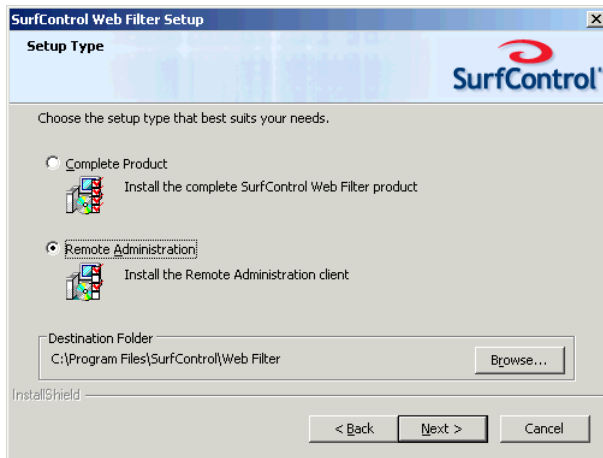 SurfControl Web Filter Setup
Setup Type
SurfControl
Choose the setup type that best suits your needs.
Complete Product
Install the complete SurfControl Web Filter product
Remote Administration
Install the Remote Administration client
Destination Folder
C:\Program Files\SurfControl\Web Filter
Browse...
InstallShield
< Back
Next >
Cancel